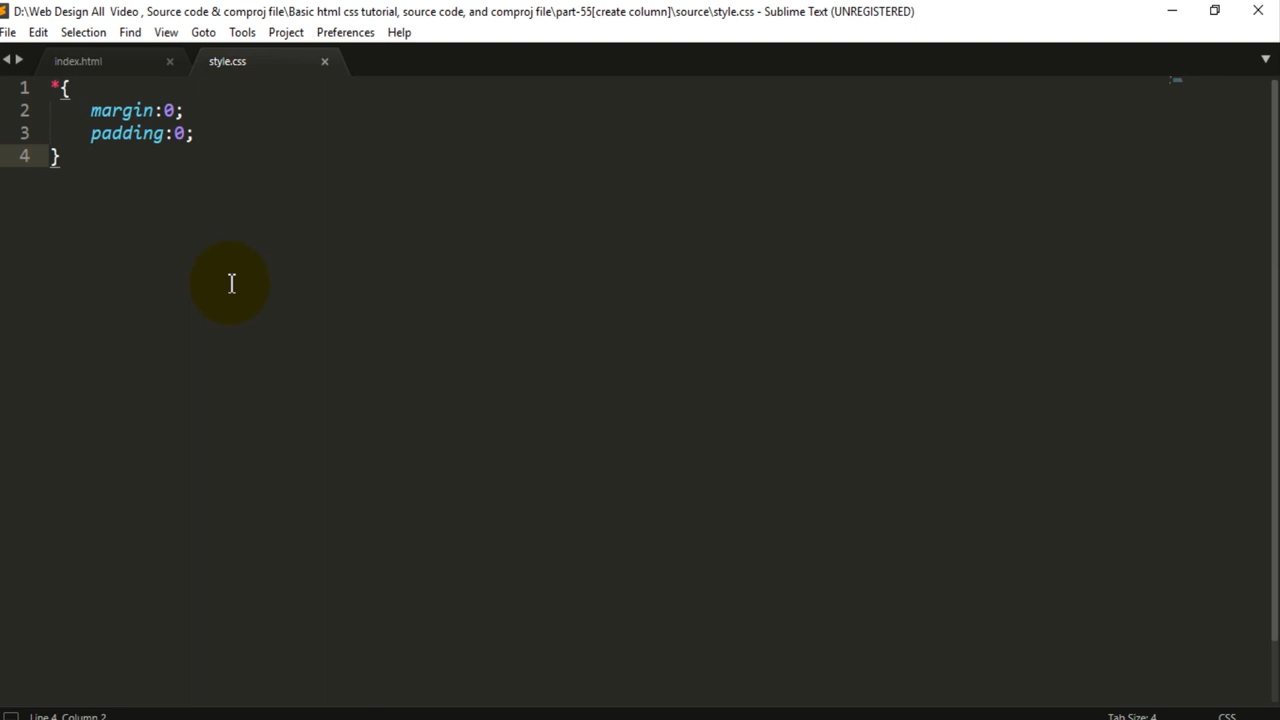 D:\Web Design All  Video , Source code & comproj file\Basic html css tutorial, source code, and comproj file\part-55[create column]\source\style.css - Sublime Text (UNREGISTERED)
File Edit Selection Find View Goto Tools Project Preferences Help
index.html × style.css ×
1 *{
2     margin:0;
3     padding:0;
4 }
Line 4, Column 2 Tab Size: 4 CSS